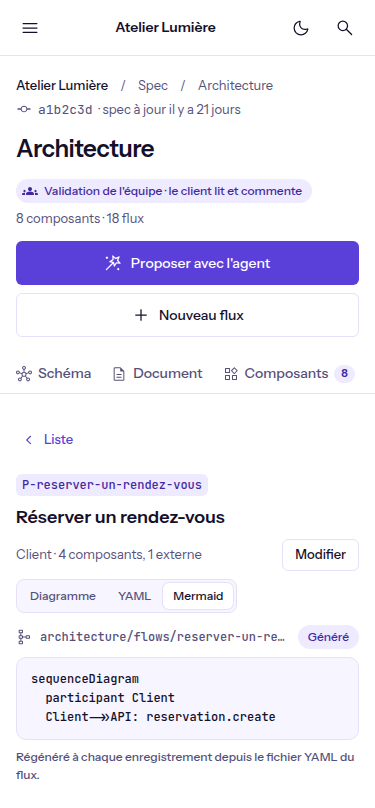 Atelier Lumière
Atelier Lumière / Spec / Architecture
a1b2c3d · spec à jour il y a 21 jours
Architecture
Validation de l'équipe · le client lit et commente
8 composants · 18 flux
Proposer avec l'agent
Nouveau flux
Schéma Document Composants 8
Liste
P-reserver-un-rendez-vous
Réserver un rendez-vous
Client · 4 composants, 1 externe
Modifier
Diagramme YAML Mermaid
architecture/flows/reserver-un-re… Généré
sequenceDiagram
participant Client
Client->>API: reservation.create
Régénéré à chaque enregistrement depuis le fichier YAML du
flux.